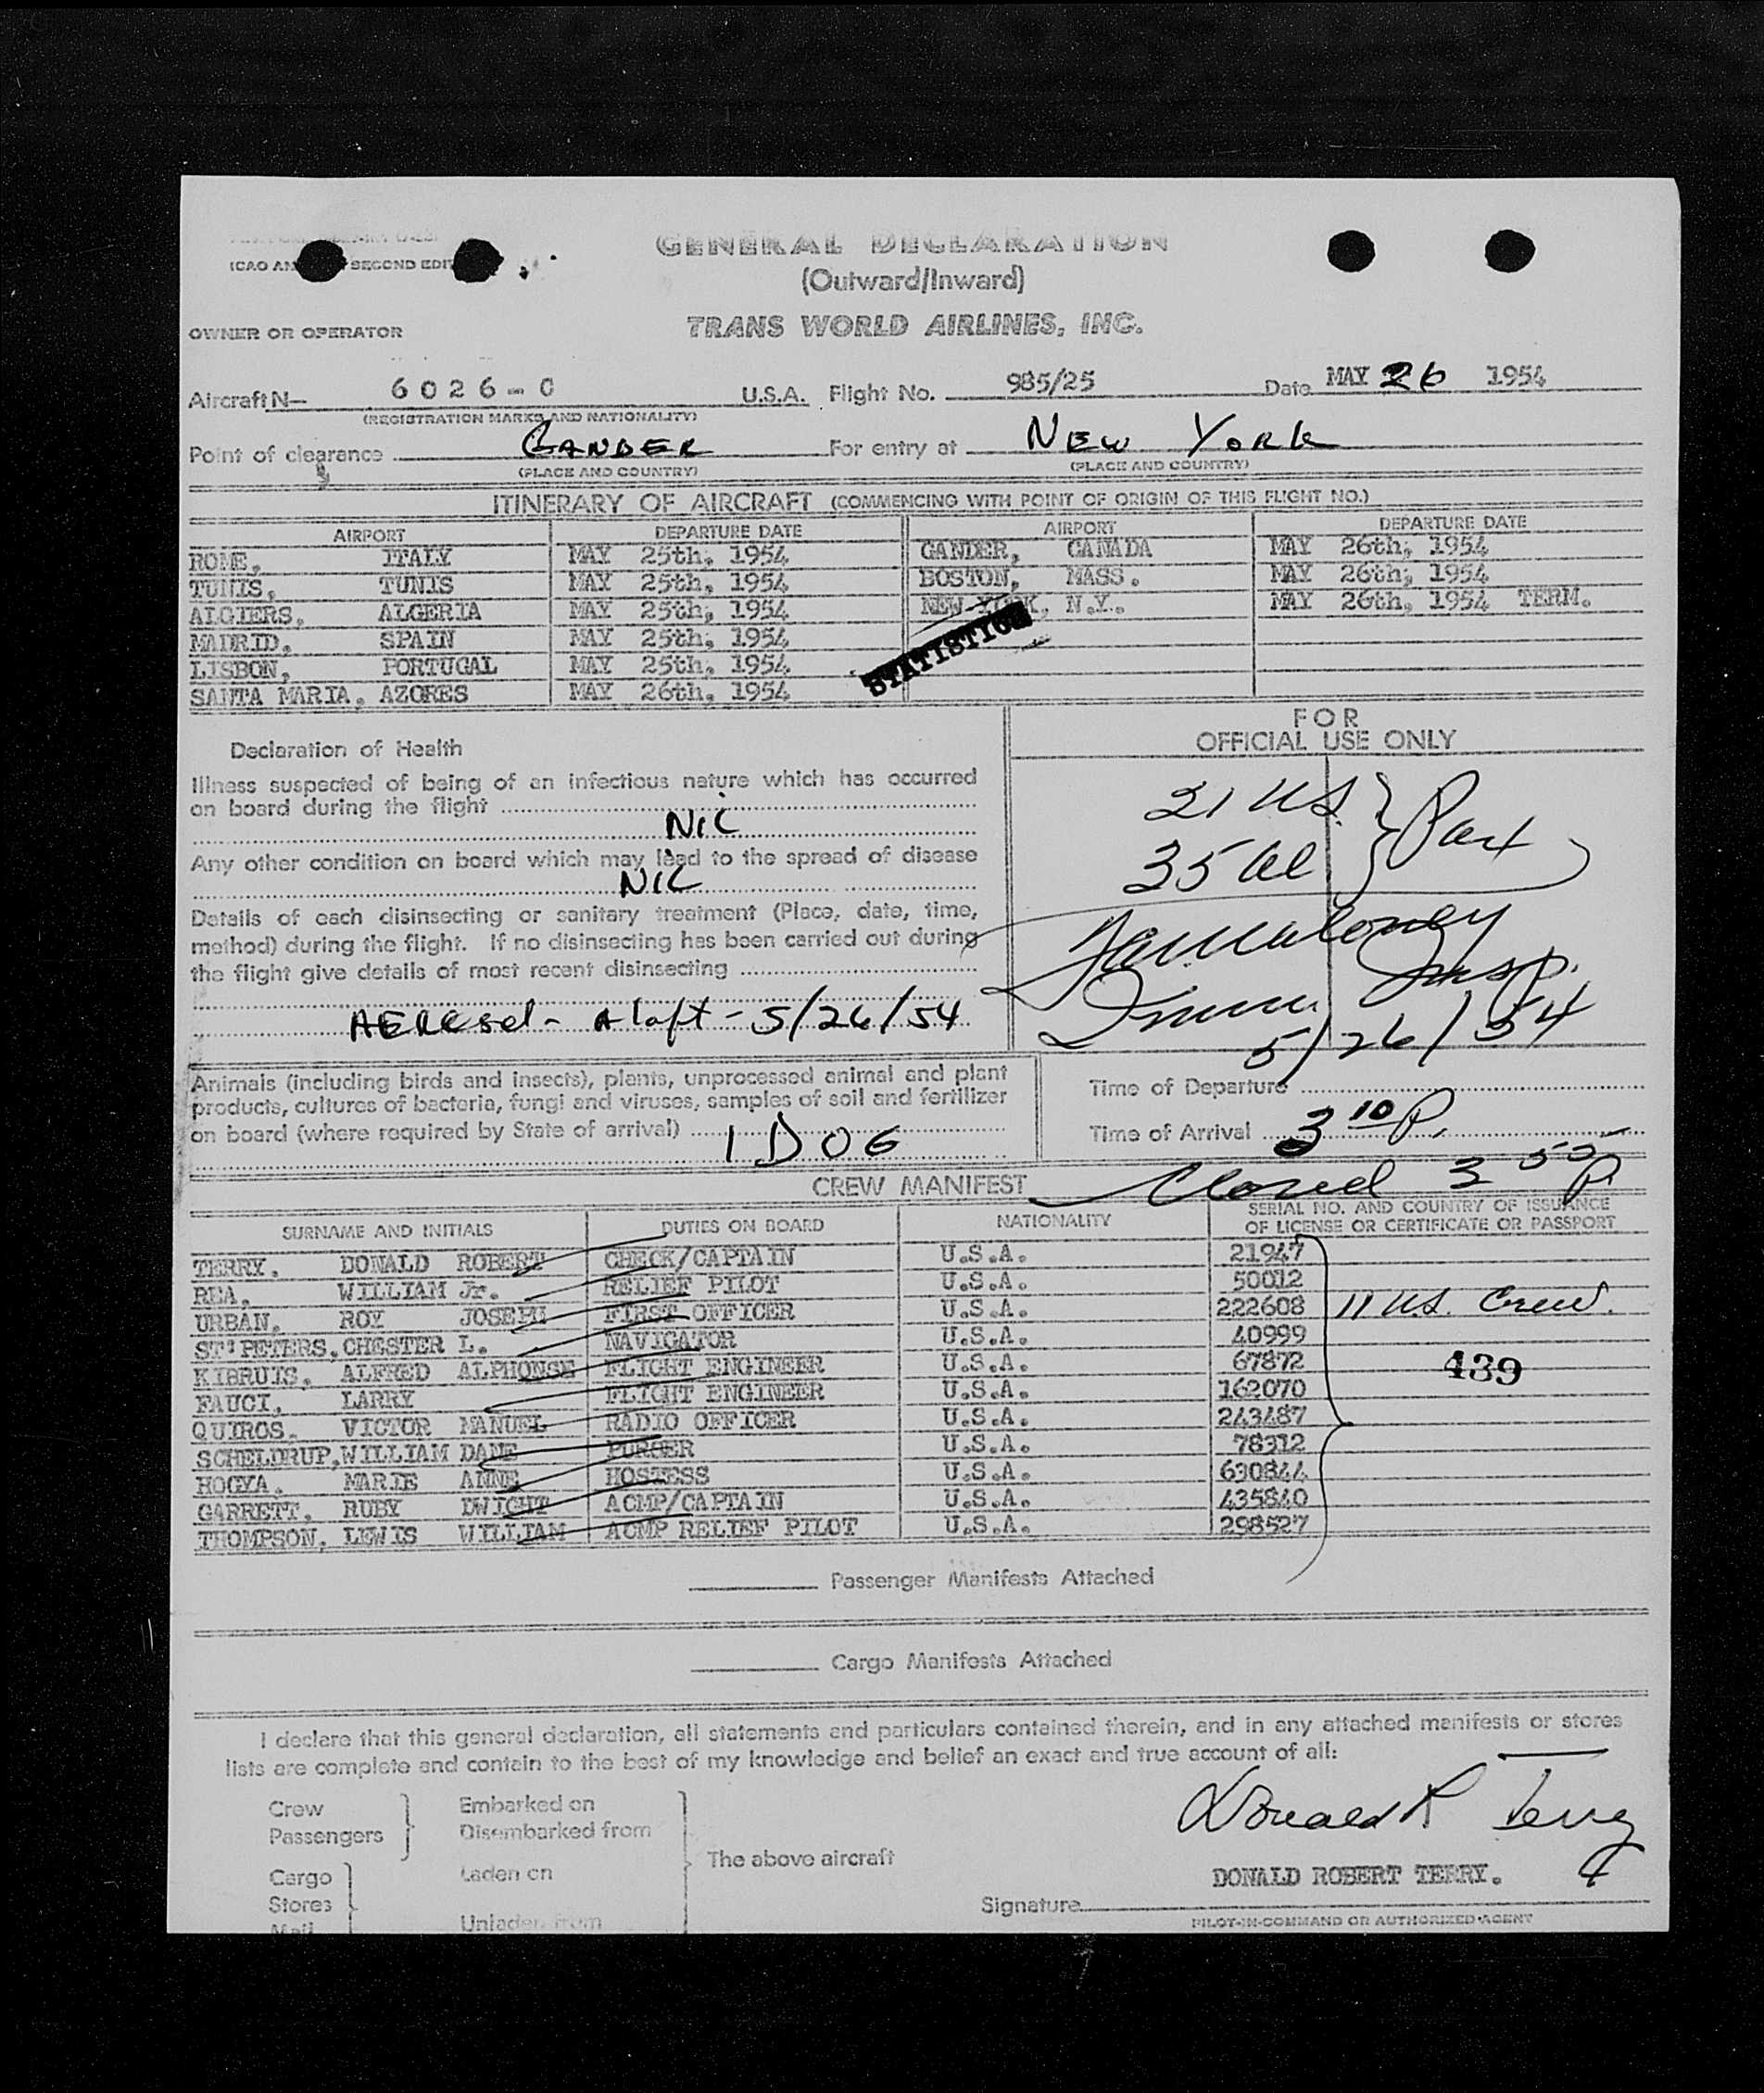 ICAO AN SECOND EDI
GENERAL DECLARATION
(Outward/Inward)
OWNER OR OPERATOR TRANS WORLD AIRLINES, INC.
Aircraft N— 6026-C U.S.A. Flight No. 985/25 Date MAY 26 1954
(REGISTRATION MARKS AND NATIONALITY)
Point of clearance GANDER For entry at NEW YORK
(PLACE AND COUNTRY) (PLACE AND COUNTRY)
ITINERARY OF AIRCRAFT (COMMENCING WITH POINT OF ORIGIN OF THIS FLIGHT NO.)
AIRPORT DEPARTURE DATE AIRPORT DEPARTURE DATE
ROME, ITALY MAY 25th, 1954 GANDER, CANADA MAY 26th, 1954
TUNIS, TUNIS MAY 25th, 1954 BOSTON, MASS. MAY 26th, 1954
ALGIERS, ALGERIA MAY 25th, 1954 NEW YORK, N.Y. MAY 26th, 1954 TERM.
MADRID, SPAIN MAY 25th, 1954
LISBON, PORTUGAL MAY 25th, 1954
SANTA MARIA, AZORES MAY 26th, 1954
STATISTICS
FOR
OFFICIAL USE ONLY
Declaration of Health
Illness suspected of being of an infectious nature which has occurred
on board during the flight
NIL
Any other condition on board which may lead to the spread of disease
NIL
Details of each disinsecting or sanitary treatment (Place, date, time,
method) during the flight. If no disinsecting has been carried out during
the flight give details of most recent disinsecting
Aerosol - Aloft - 5/26/54
21 US.
35 Al
Pax
Insp.
5/26/54
Animals (including birds and insects), plants, unprocessed animal and plant
products, cultures of bacteria, fungi and viruses, samples of soil and fertilizer
on board (where required by State of arrival) 1 DOG
Time of Departure
Time of Arrival 3 10 P.
Closed 3 55 P
CREW MANIFEST
SURNAME AND INITIALS DUTIES ON BOARD NATIONALITY SERIAL NO. AND COUNTRY OF ISSUANCE
OF LICENSE OR CERTIFICATE OR PASSPORT
TERRY, DONALD ROBERT CHECK/CAPTAIN U.S.A. 21947
REA, WILLIAM Jr. RELIEF PILOT U.S.A. 50012
URBAN, ROY JOSEPH FIRST OFFICER U.S.A. 222608 11 US. Crew.
ST'PETERS, CHESTER L. NAVIGATOR U.S.A. 40999
KIBRUIS, ALFRED ALPHONSE FLIGHT ENGINEER U.S.A. 67872 439
FAUCI, LARRY FLIGHT ENGINEER U.S.A. 162070
QUIROS, VICTOR MANUEL RADIO OFFICER U.S.A. 243487
SCHELDRUP, WILLIAM DANE PURSER U.S.A. 78312
HOGYA, MARIE ANNE HOSTESS U.S.A. 630844
GARRETT, RUBY DWIGHT ACMP/CAPTAIN U.S.A. 435840
THOMPSON, LEWIS WILLIAM ACMP RELIEF PILOT U.S.A. 298527
Passenger Manifests Attached
Cargo Manifests Attached
I declare that this general declaration, all statements and particulars contained therein, and in any attached manifests or stores
lists are complete and contain to the best of my knowledge and belief an exact and true account of all:
Crew Embarked on
Passengers Disembarked from
The above aircraft
Cargo Laden on
Stores
Mail Unladen from
Donald R Terry
DONALD ROBERT TERRY.
Signature
PILOT-IN-COMMAND OR AUTHORIZED AGENT